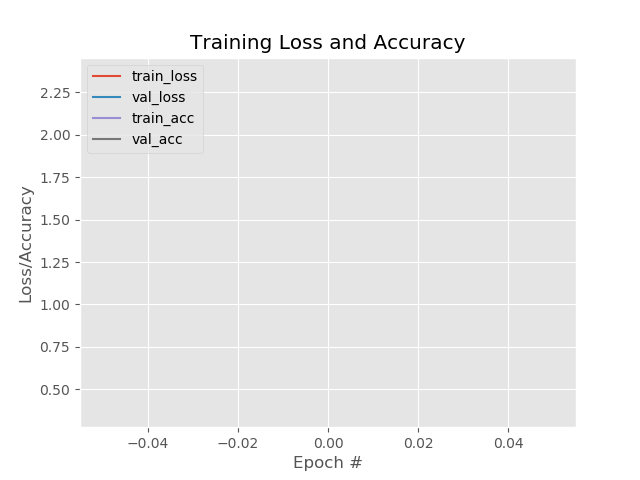 Training Loss and Accuracy
train_loss
val_loss
train_acc
val_acc
2.25
2.00
1.75
1.50
1.25
1.00
0.75
0.50
Loss/Accuracy
−0.04 −0.02 0.00 0.02 0.04
Epoch #